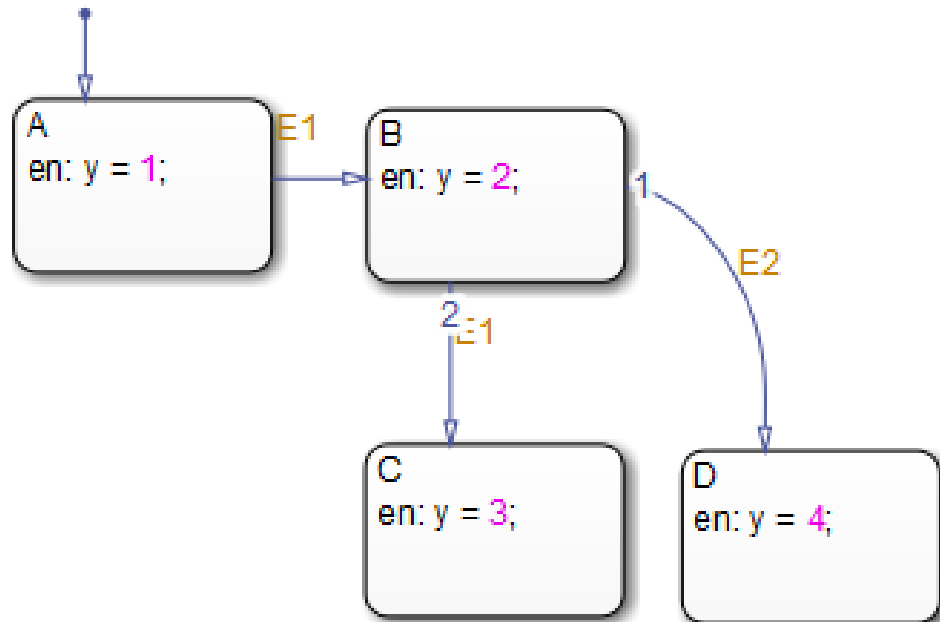 A
en: y = 1;
E1
B
en: y = 2;
1
E2
2
E1
C
en: y = 3;
D
en: y = 4;